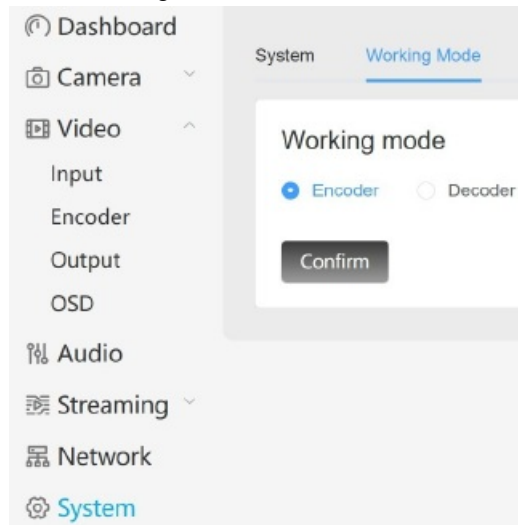 Dashboard
Camera
Video
Input
Encoder
Output
OSD
Audio
Streaming
Network
System
System Working Mode
Working mode
Encoder Decoder
Confirm